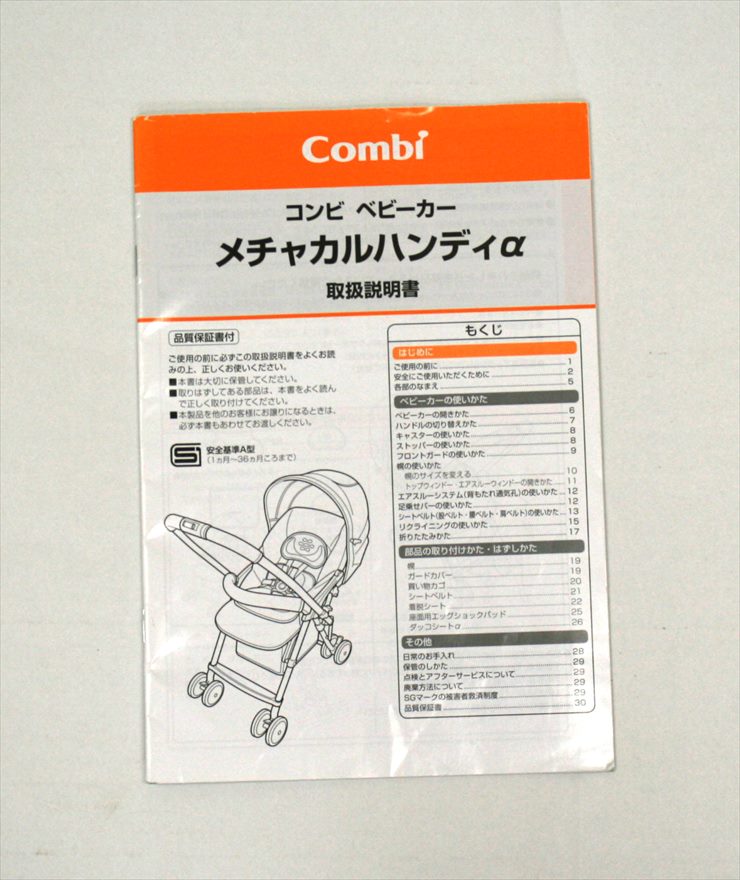 Combi
コンビ ベビーカー
メチャカルハンディα
取扱説明書
品質保証書付
ご使用の前に必ずこの取扱説明書をよくお読
みの上、正しくお使いください。
■本書は大切に保管してください。
■取りはずしてある部品は、本書をよく読ん
で正しく取り付けてください。
■本製品を他のお客様にお譲りになるときは、
必ず本書もあわせてお渡しください。
安全基準A型
(1ヵ月〜36ヵ月ころまで)
もくじ
はじめに
ご使用の前に 1
安全にご使用いただくために 2
各部のなまえ 5
ベビーカーの使いかた
ベビーカーの開きかた 6
ハンドルの切り替えかた 7
キャスターの使いかた 8
ストッパーの使いかた 8
フロントガードの使いかた 9
幌の使いかた
幌のサイズを変える 10
トップウィンドー・エアスルーウィンドーの開きかた 11
エアスルーシステム(背もたれ通気孔)の使いかた 12
足乗せバーの使いかた 12
シートベルト(股ベルト・腰ベルト・肩ベルト)の使いかた 13
リクライニングの使いかた 15
折りたたみかた 17
部品の取り付けかた・はずしかた
幌 19
ガードカバー 19
買い物カゴ 20
シートベルト 21
着脱シート 22
座面用エッグショックパッド 25
ダッコシートα 26
その他
日常のお手入れ 28
保管のしかた 29
点検とアフターサービスについて 29
廃棄方法について 29
SGマークの被害者救済制度 29
品質保証書 30